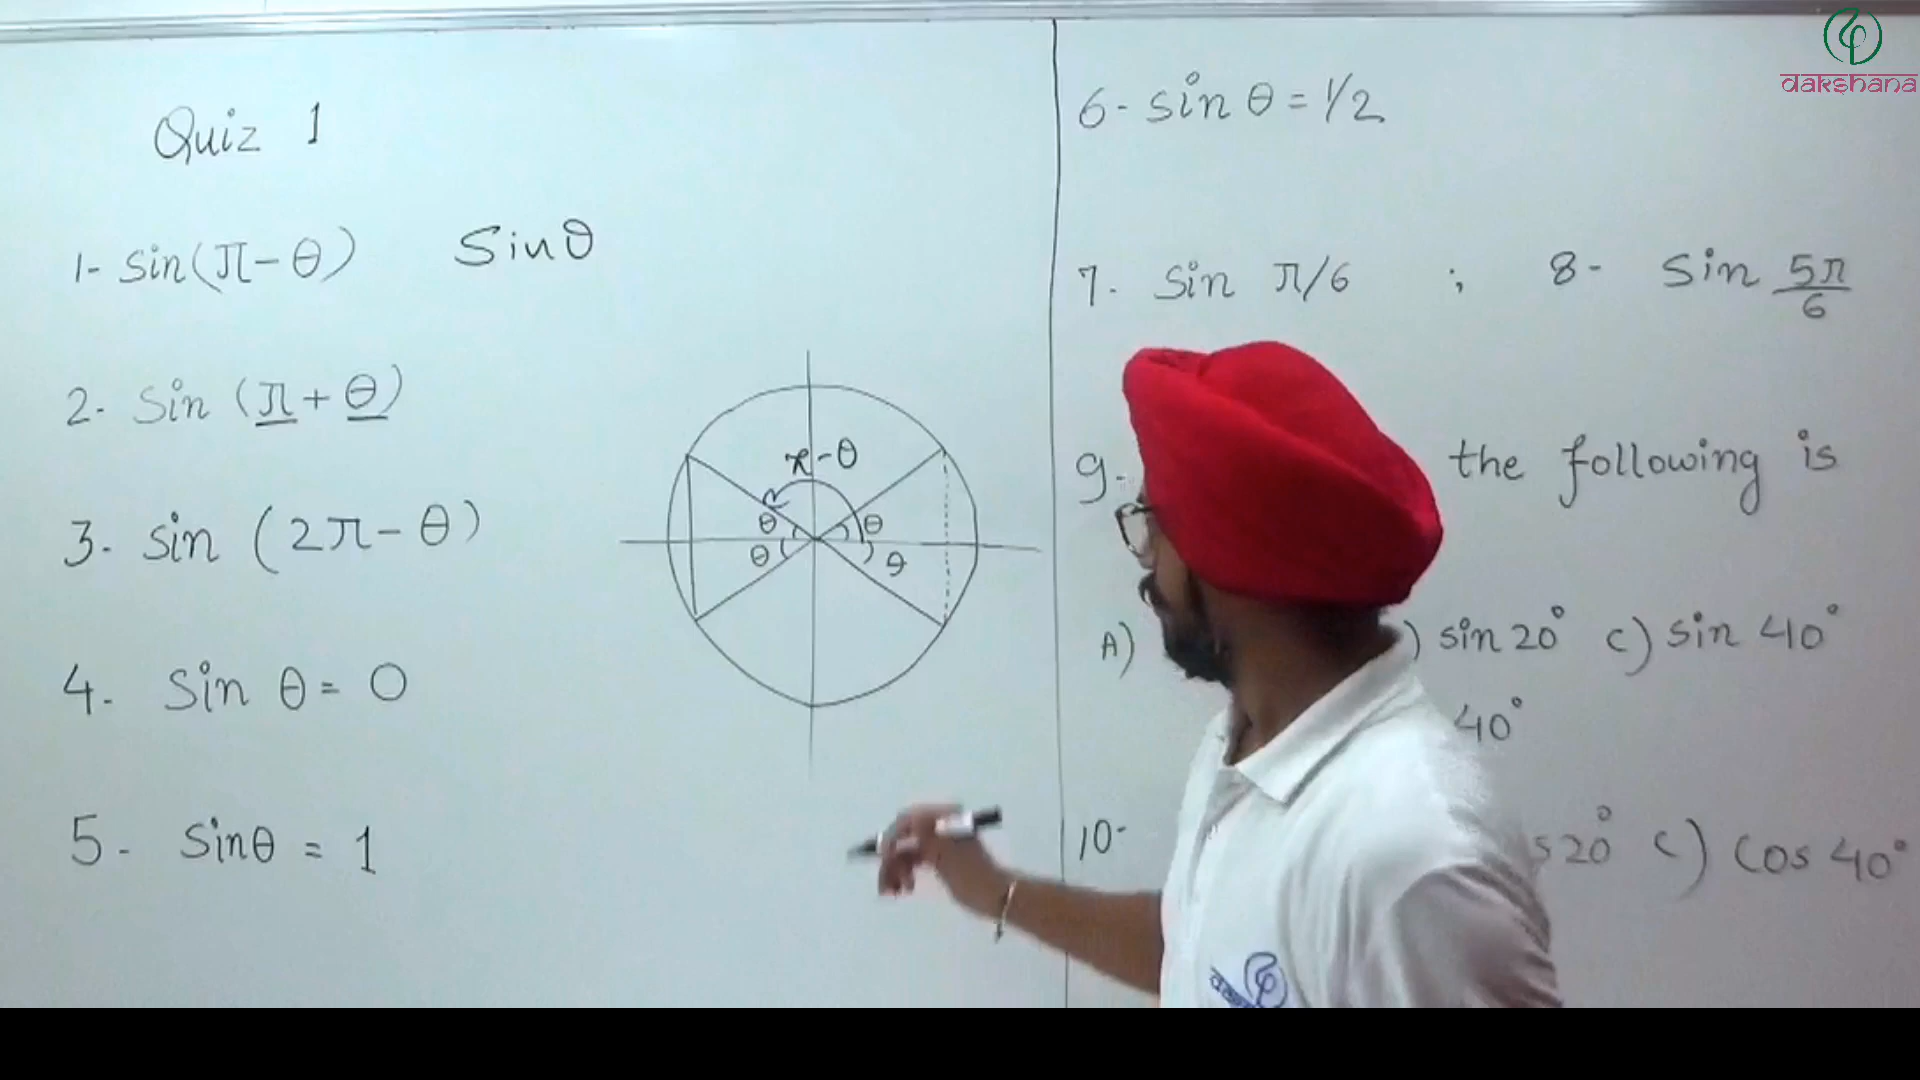 dakshana
Quiz 1
1- sin(π-θ) Sinθ
2- sin (π+θ)
3- sin (2π-θ)
4. sin θ= 0
5- sinθ = 1
π-θ
θ θ
θ θ
6- sin θ = 1/2
7. sin π/6 ; 8- sin 5π/6
9. the following is
A) ) sin 20° C) sin 40°
40°
10- s 20° C) cos 40°